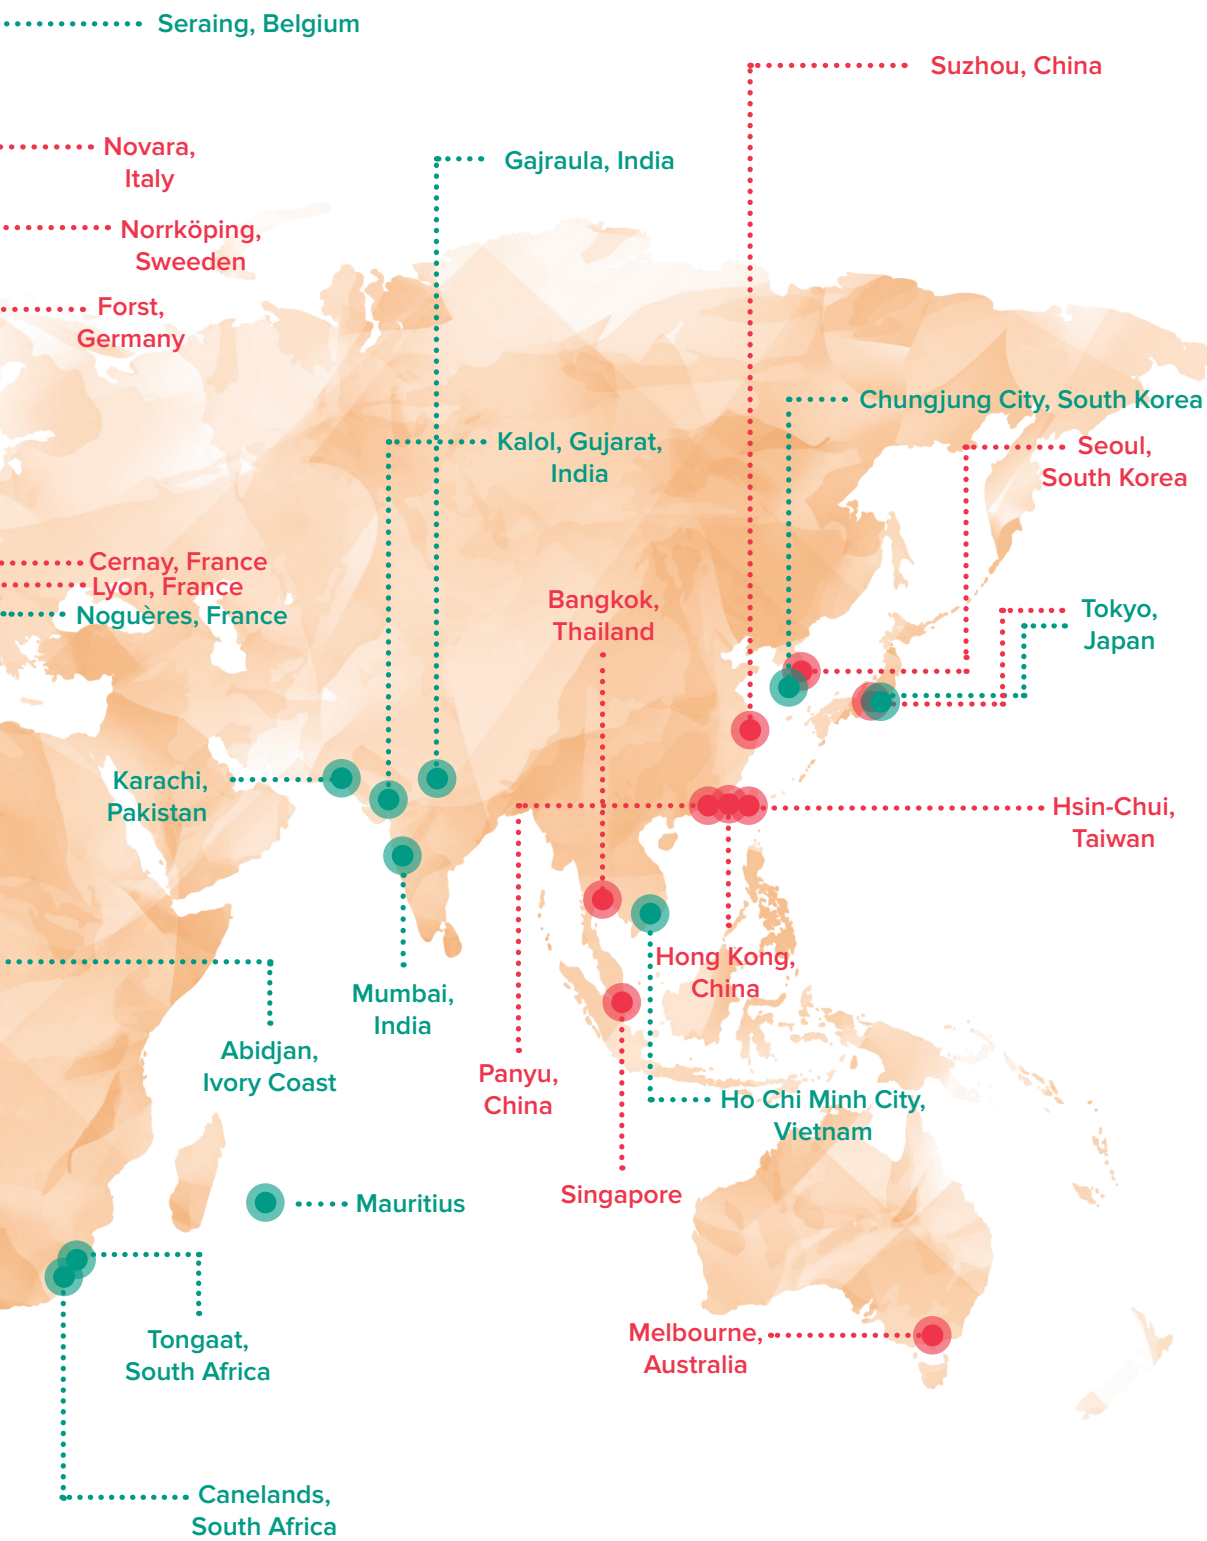 Seraing, Belgium
Suzhou, China
Novara,
Italy
Gajraula, India
Norrköping,
Sweeden
Forst,
Germany
Chungjung City, South Korea
Kalol, Gujarat,
India
Seoul,
South Korea
Cernay, France
Lyon, France
Noguères, France
Bangkok,
Thailand
Tokyo,
Japan
Karachi,
Pakistan
Hsin-Chui,
Taiwan
Hong Kong,
China
Mumbai,
India
Abidjan,
Ivory Coast
Panyu,
China
Ho Chi Minh City,
Vietnam
Mauritius
Singapore
Tongaat,
South Africa
Melbourne,
Australia
Canelands,
South Africa